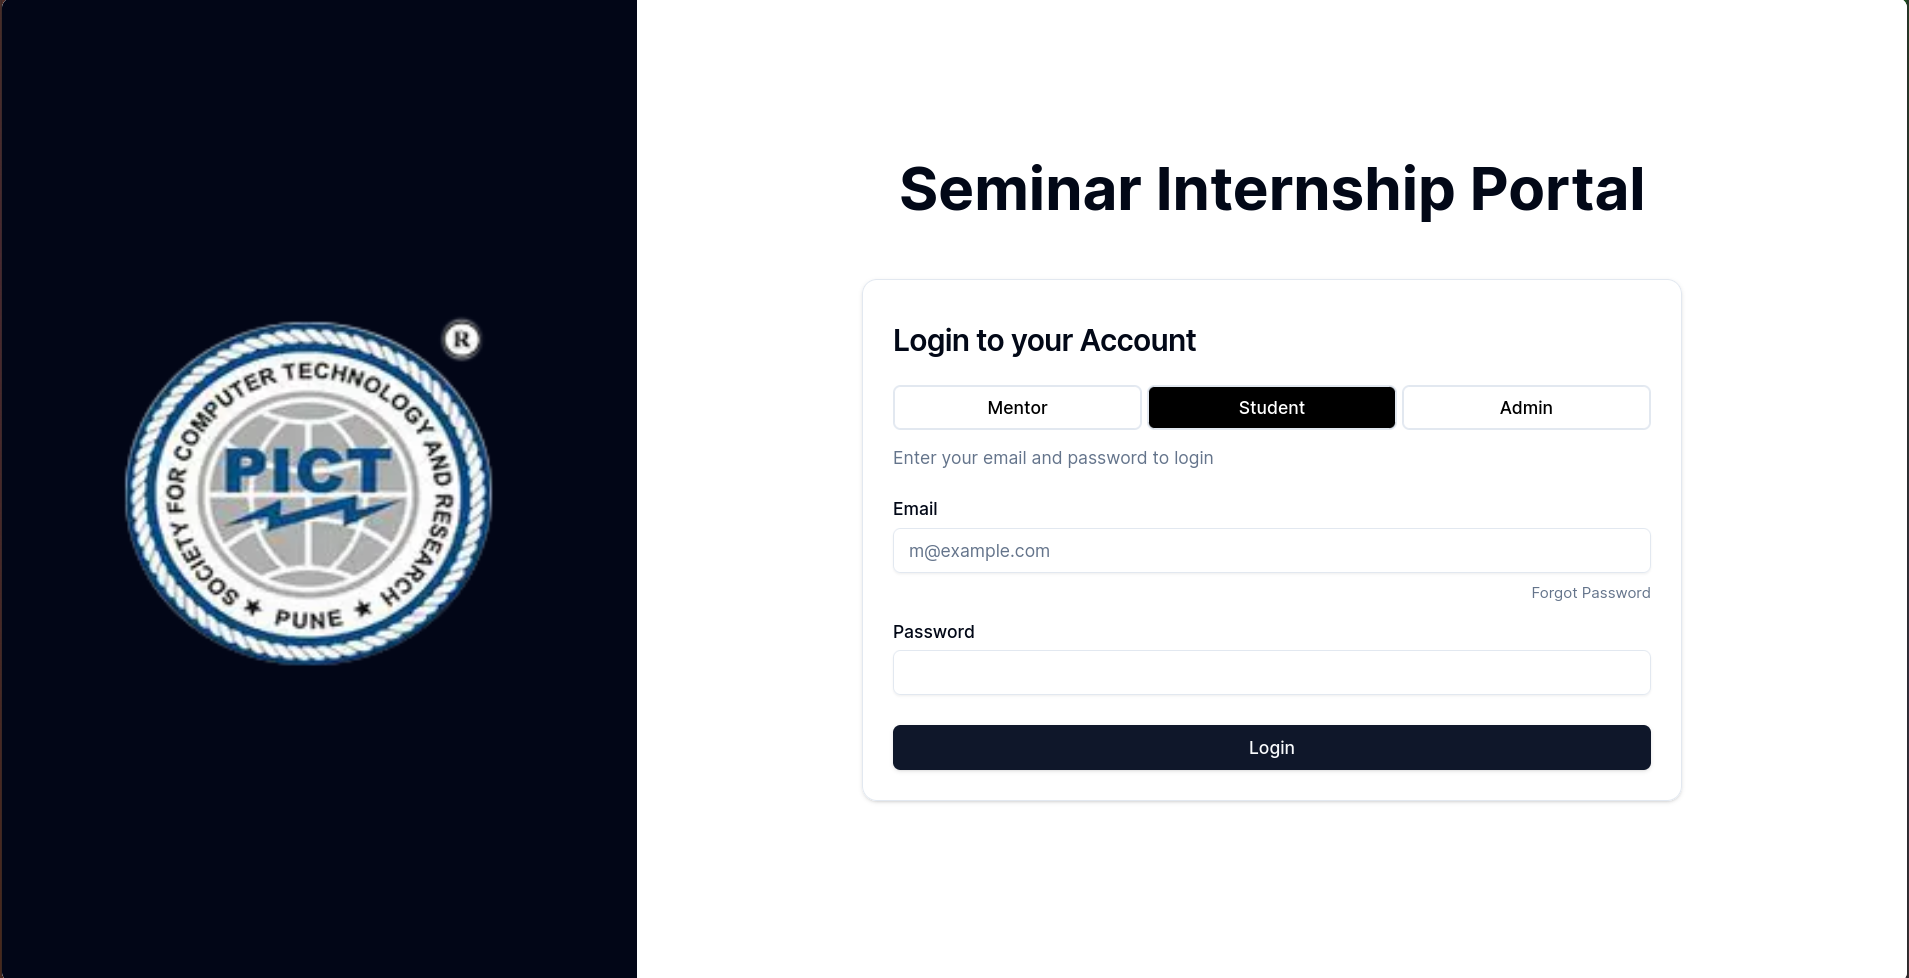 ®
SOCIETY FOR COMPUTER TECHNOLOGY AND RESEARCH
PICT
★ PUNE ★
Seminar Internship Portal
Login to your Account
Mentor
Student
Admin
Enter your email and password to login
Email
m@example.com
Forgot Password
Password
Login